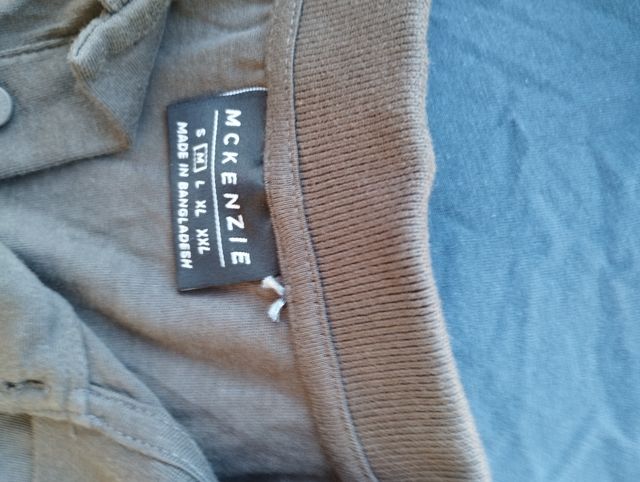 MCKENZIE
S M L XL XXL
MADE IN BANGLADESH